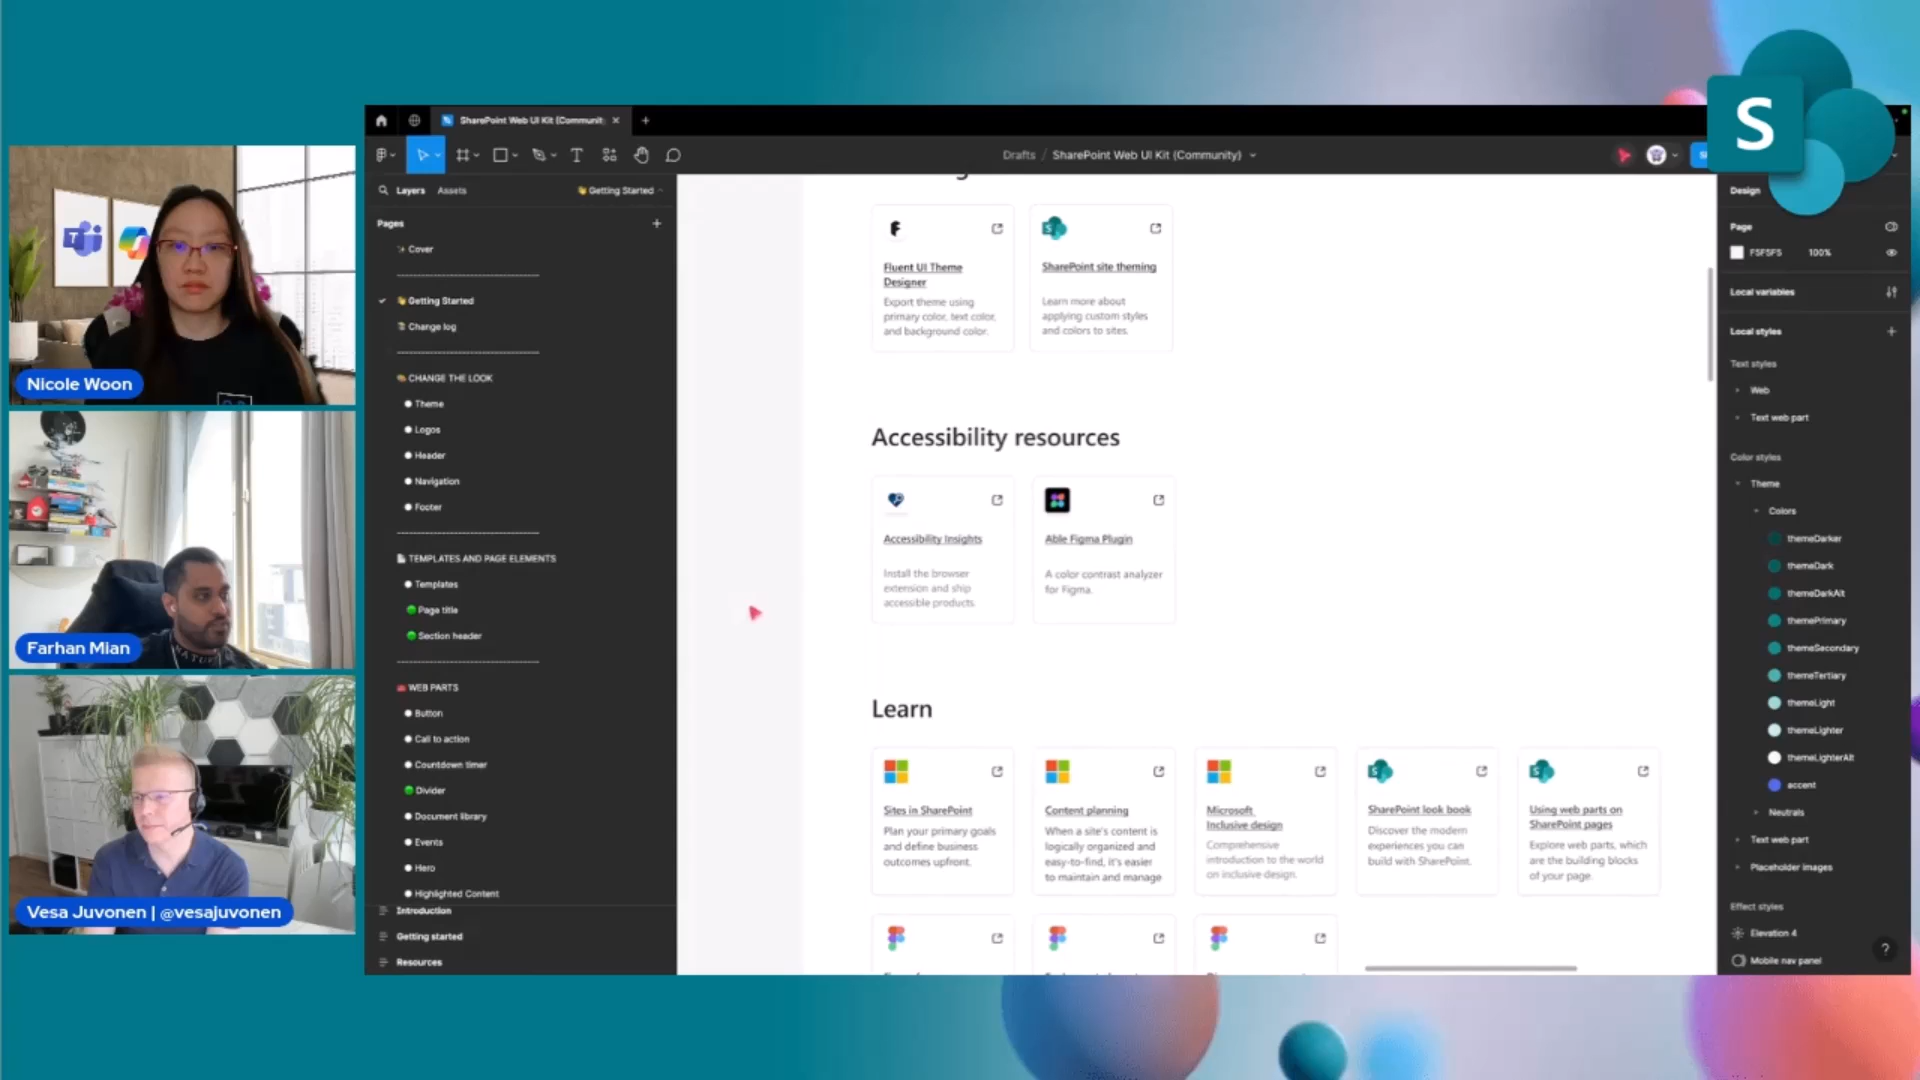 SharePoint Web UI Kit (Communit
Drafts / SharePoint Web UI Kit (Community)
S
Nicole Woon
Farhan Mian
Vesa Juvonen | @vesajuvonen
Layers
Assets
Getting Started
Pages
Cover
Getting Started
Change log
CHANGE THE LOOK
Theme
Logos
Header
Navigation
Footer
TEMPLATES AND PAGE ELEMENTS
Templates
Page title
Section header
WEB PARTS
Button
Call to action
Countdown timer
Divider
Document library
Events
Hero
Highlighted Content
Introduction
Getting started
Resources
Fluent UI Theme
Designer
Export theme using
primary color, text color,
and background color.
SharePoint site theming
Learn more about
applying custom styles
and colors to sites.
Accessibility resources
Accessibility Insights
Install the browser
extension and ship
accessible products.
Able Figma Plugin
A color contrast analyzer
for Figma.
Learn
Sites in SharePoint
Plan your primary goals
and define business
outcomes upfront.
Content planning
When a site's content is
logically organized and
easy-to-find, it's easier
to maintain and manage
Microsoft
Inclusive design
Comprehensive
introduction to the world
on inclusive design.
SharePoint look book
Discover the modern
experiences you can
build with SharePoint.
Using web parts on
SharePoint pages
Explore web parts, which
are the building blocks
of your page.
Design
Page
F5F5F5 100%
Local variables
Local styles
Text styles
Web
Text web part
Color styles
Theme
Colors
themeDarker
themeDark
themeDarkAlt
themePrimary
themeSecondary
themeTertiary
themeLight
themeLighter
themeLighterAlt
accent
Neutrals
Text web part
Placeholder images
Effect styles
Elevation 4
Mobile nav panel
?